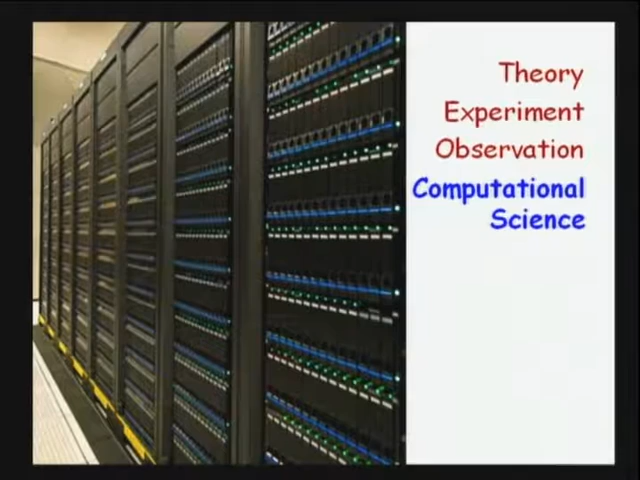 Theory
Experiment
Observation
Computational
Science